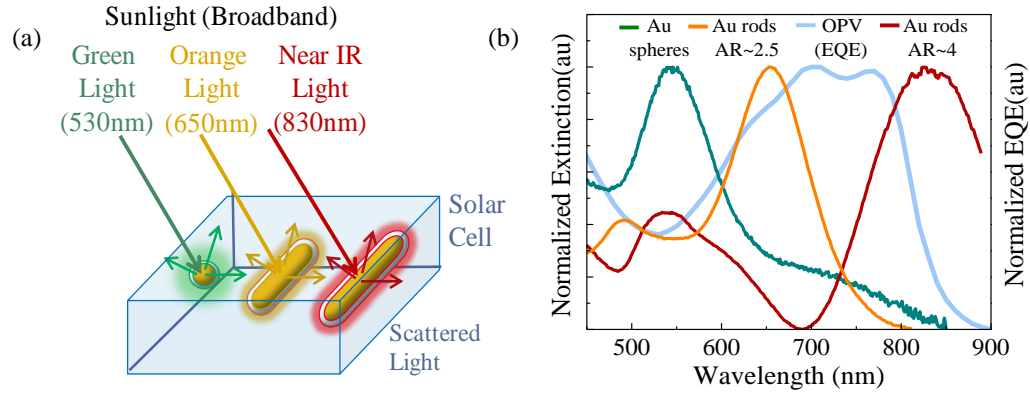 (a)
Sunlight (Broadband)
Green
Light
(530nm)
Orange
Light
(650nm)
Near IR
Light
(830nm)
Solar
Cell
Scattered
Light
(b)
Au
spheres
Au rods
AR~2.5
OPV
(EQE)
Au rods
AR~4
Normalized Extinction(au)
Normalized EQE(au)
500 600 700 800 900
Wavelength (nm)